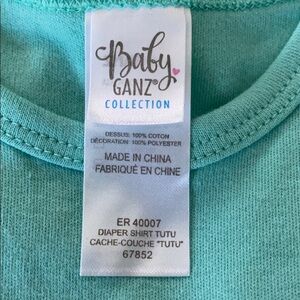 Baby
GANZ
COLLECTION
DESSUS: 100% COTON
DÉCORATION: 100% POLYESTER
MADE IN CHINA
FABRIQUÉ EN CHINE
ER 40007
DIAPER SHIRT TUTU
CACHE-COUCHE "TUTU"
67852